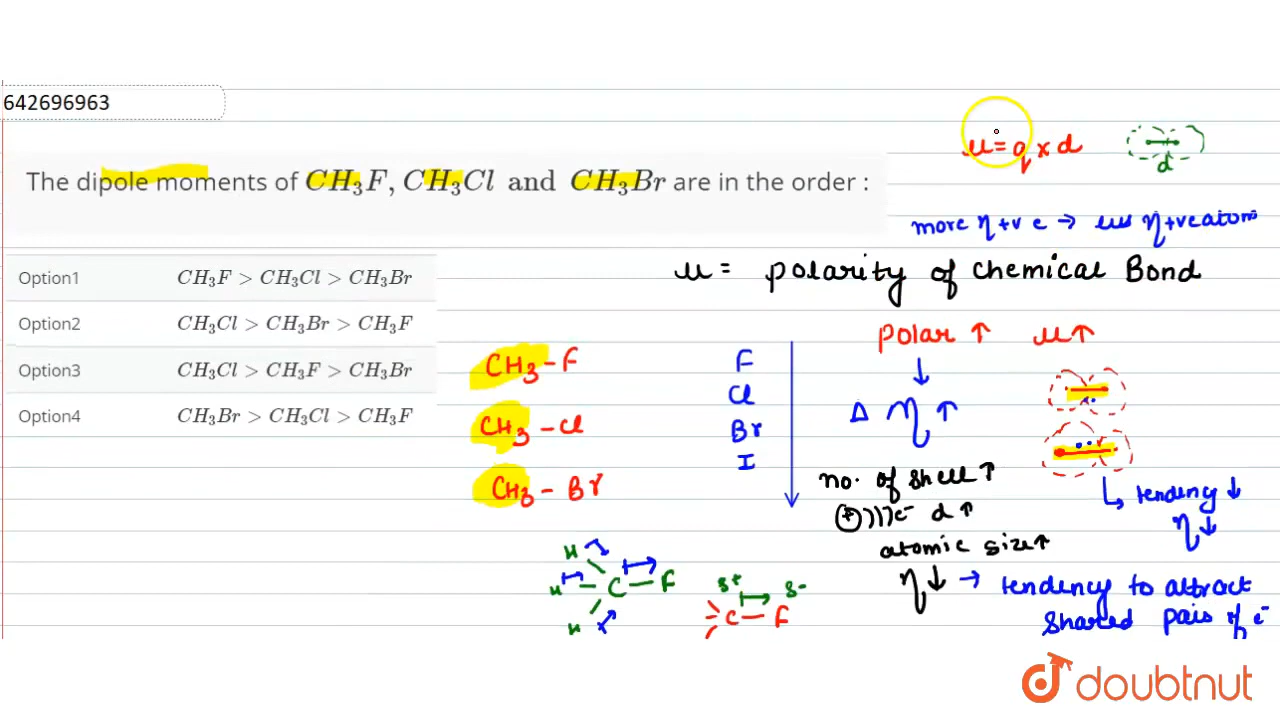 642696963
The dipole moments of CH₃F, CH₃Cl and CH₃Br are in the order :
Option1 CH₃F > CH₃Cl > CH₃Br
Option2 CH₃Cl > CH₃Br > CH₃F
Option3 CH₃Cl > CH₃F > CH₃Br
Option4 CH₃Br > CH₃Cl > CH₃F
μ = q × d
d
more η +v e → less η +ve atom
μ = polarity of chemical Bond
Polar ↑ μ ↑
↓
Δ η ↑
CH₃ – F
CH₃ – Cl
CH₃ – Br
F
Cl
Br
I
no. of shell ↑
(+))))e⁻ d ↑
atomic size ↑
η ↓ → tendency to attract
shared pair of e⁻
tendency ↓
η ↓
H
H – C – F
H
δ+ δ-
C – F
doubtnut